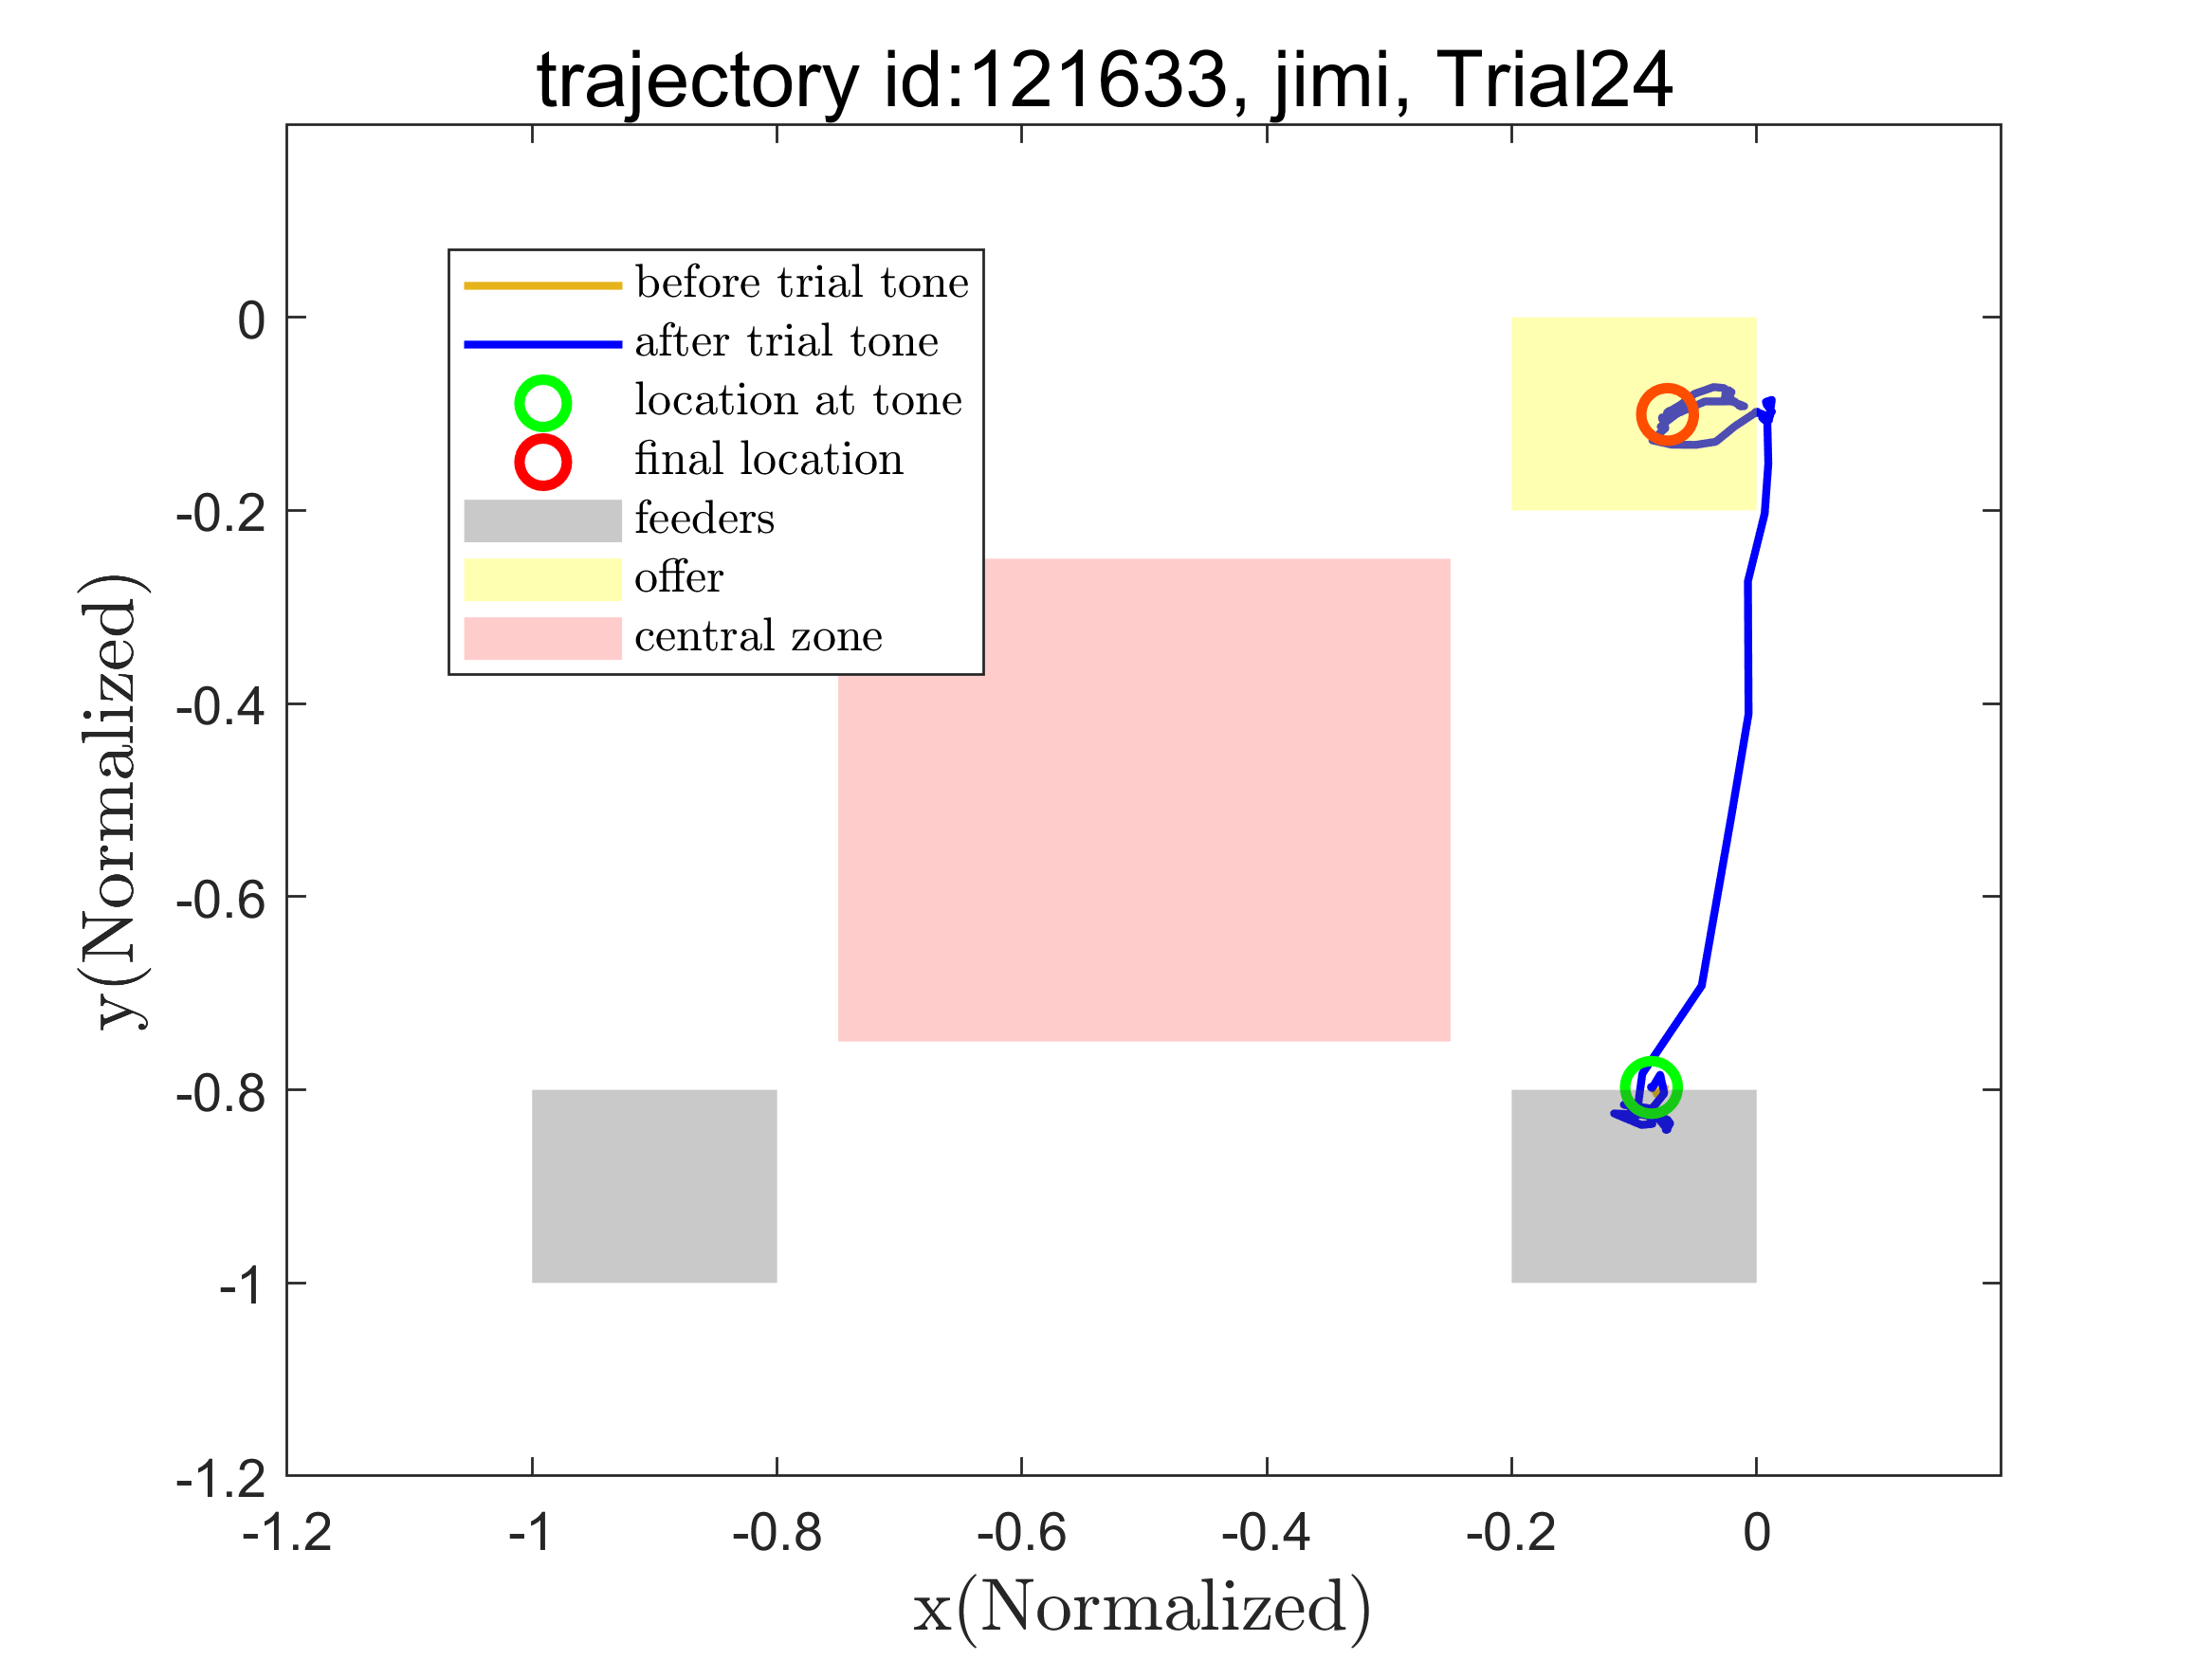 trajectory id:121633, jimi, Trial24
before trial tone
after trial tone
location at tone
final location
feeders
offer
central zone
0
-0.2
-0.4
-0.6
-0.8
-1
-1.2
y(Normalized)
-1.2 -1 -0.8 -0.6 -0.4 -0.2 0
x(Normalized)